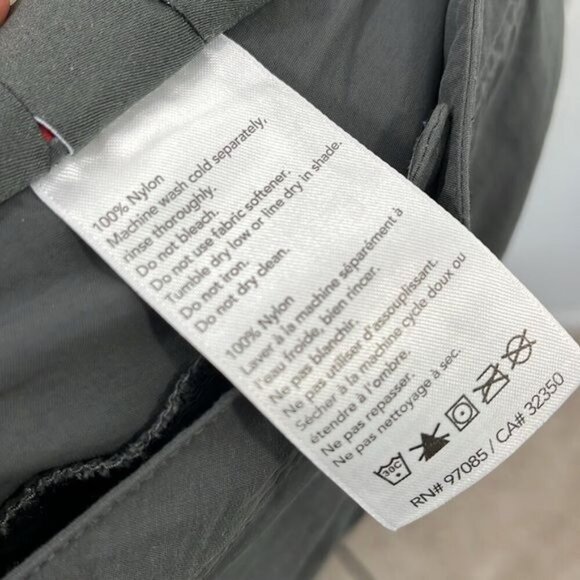 100% Nylon
Machine wash cold separately,
rinse thoroughly.
Do not bleach.
Do not use fabric softener.
Tumble dry low or line dry in shade.
Do not iron.
Do not dry clean.
100% Nylon
Laver à la machine séparément à
l'eau froide, bien rincer.
Ne pas blanchir.
Ne pas utiliser d'assouplissant.
Sécher à la machine cycle doux ou
étendre à l'ombre.
Ne pas repasser.
Ne pas nettoyage à sec.
30C
RN# 97085 / CA# 32350